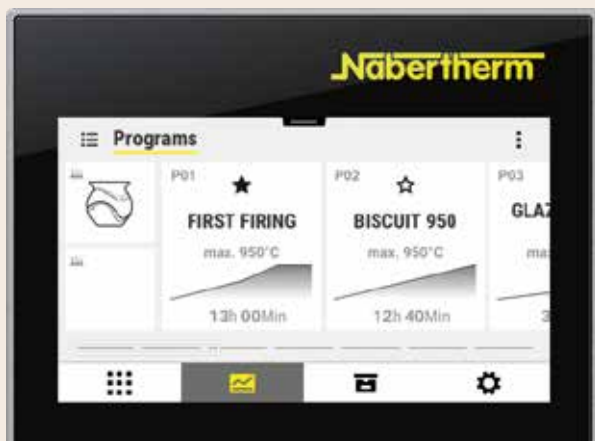 Nabertherm
Programs
P01
FIRST FIRING
max. 950°C
13h 00Min
P02
BISCUIT 950
max. 950°C
12h 40Min
P03